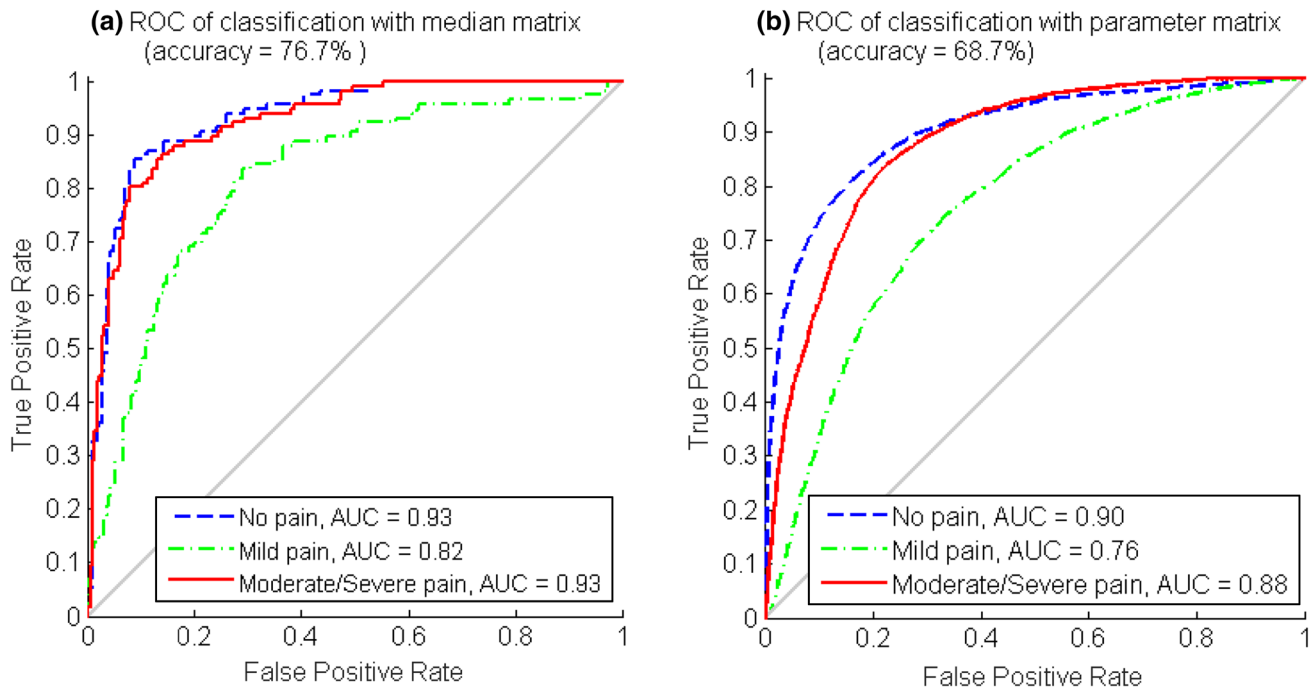 (a) ROC of classification with median matrix
(accuracy = 76.7% )
1
0.9
0.8
0.7
0.6
0.5
0.4
0.3
0.2
0.1
0
True Positive Rate
No pain, AUC = 0.93
Mild pain, AUC = 0.82
Moderate/Severe pain, AUC = 0.93
0
0.2
0.4
0.6
0.8
1
False Positive Rate
(b) ROC of classification with parameter matrix
(accuracy = 68.7%)
1
0.9
0.8
0.7
0.6
0.5
0.4
0.3
0.2
0.1
0
True Positive Rate
No pain, AUC = 0.90
Mild pain, AUC = 0.76
Moderate/Severe pain, AUC = 0.88
0
0.2
0.4
0.6
0.8
1
False Positive Rate